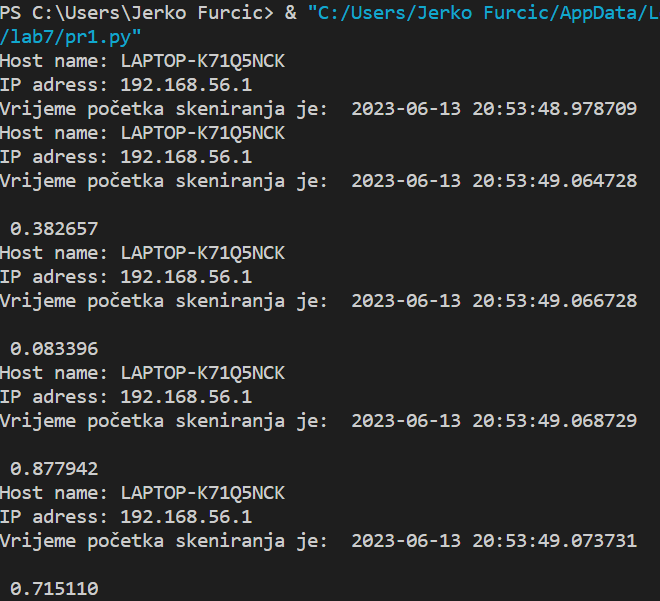 PS C:\Users\Jerko Furcic> & "C:/Users/Jerko Furcic/AppData/L
/lab7/pr1.py"
Host name: LAPTOP-K71Q5NCK
IP adress: 192.168.56.1
Vrijeme početka skeniranja je:  2023-06-13 20:53:48.978709
Host name: LAPTOP-K71Q5NCK
IP adress: 192.168.56.1
Vrijeme početka skeniranja je:  2023-06-13 20:53:49.064728
0.382657
Host name: LAPTOP-K71Q5NCK
IP adress: 192.168.56.1
Vrijeme početka skeniranja je:  2023-06-13 20:53:49.066728
0.083396
Host name: LAPTOP-K71Q5NCK
IP adress: 192.168.56.1
Vrijeme početka skeniranja je:  2023-06-13 20:53:49.068729
0.877942
Host name: LAPTOP-K71Q5NCK
IP adress: 192.168.56.1
Vrijeme početka skeniranja je:  2023-06-13 20:53:49.073731
0.715110